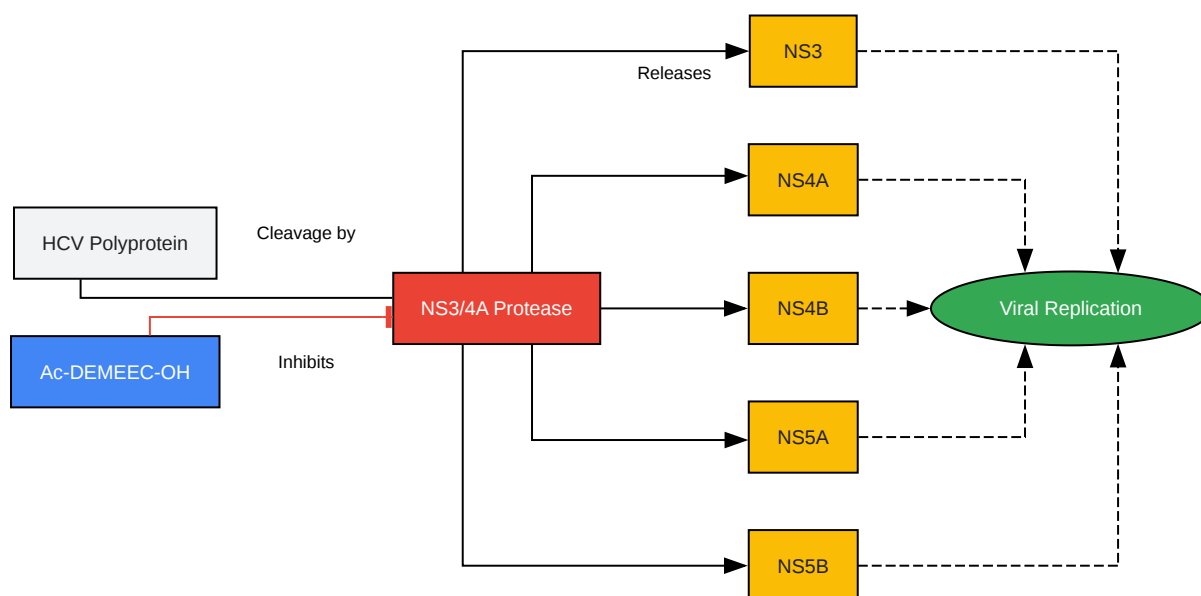 NS3
Releases
NS4A
HCV Polyprotein
Cleavage by
NS3/4A Protease
NS4B
Viral Replication
Ac-DEMEEC-OH
Inhibits
NS5A
NS5B